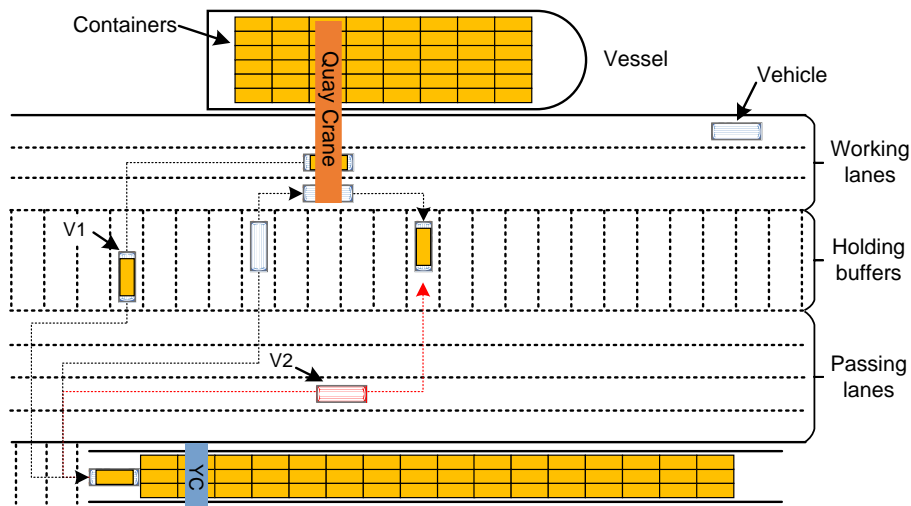 Containers
Quay Crane
Vessel
Vehicle
Working
lanes
V1
Holding
buffers
V2
Passing
lanes
YC